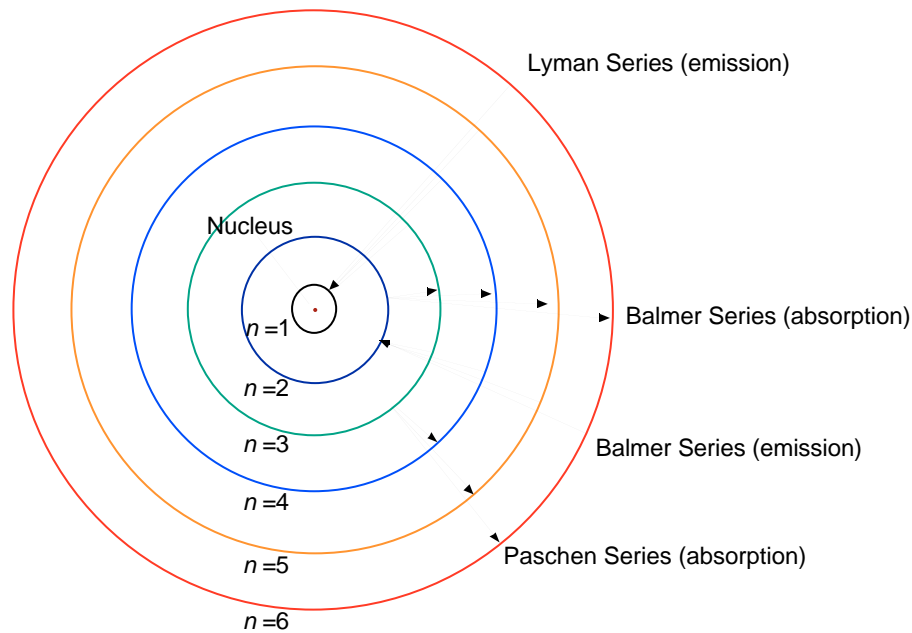 Lyman Series (emission)
Nucleus
Balmer Series (absorption)
n=1
n=2
n=3
Balmer Series (emission)
n=4
Paschen Series (absorption)
n=5
n=6